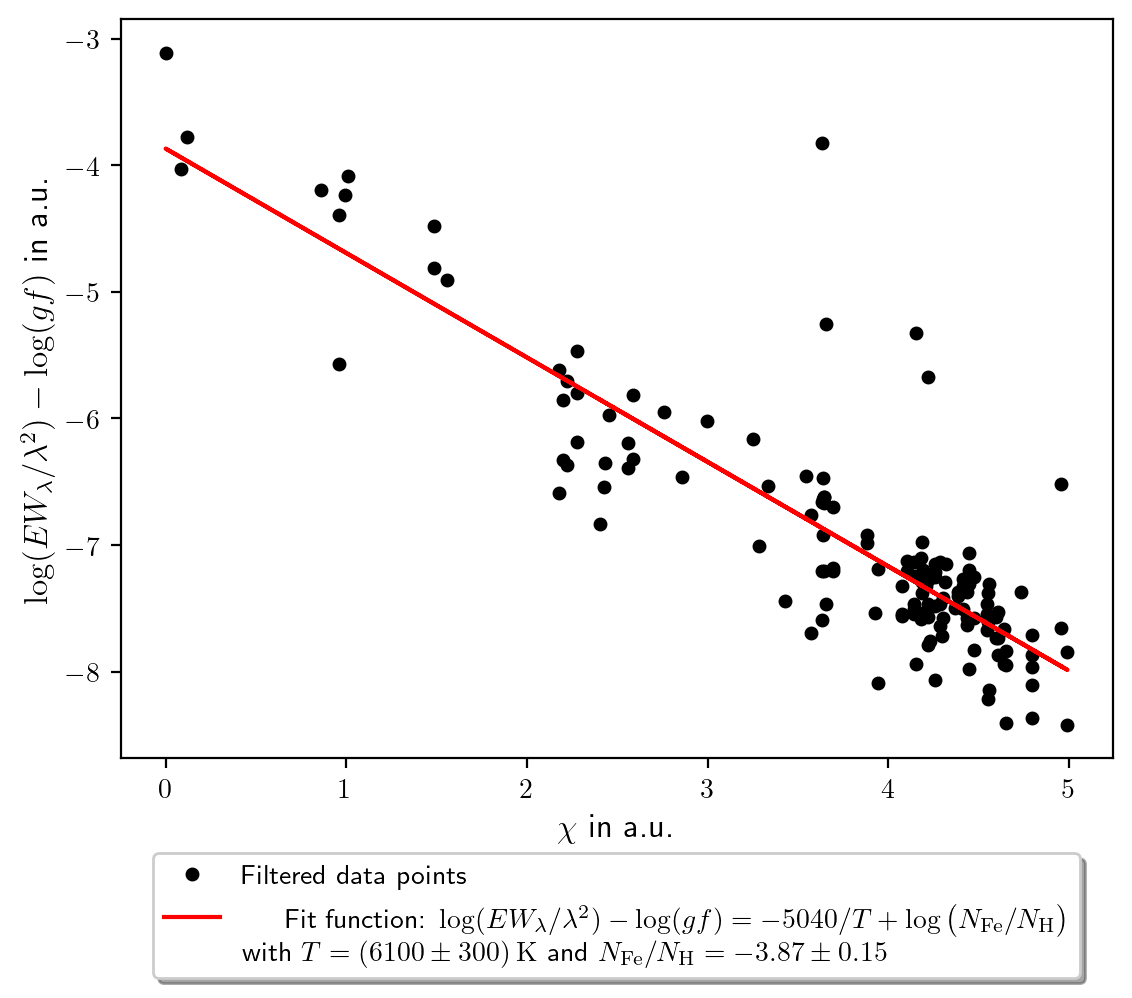 −3
−4
−5
−6
−7
−8
log(EW_λ/λ²) − log(gf) in a.u.
0 1 2 3 4 5
χ in a.u.
Filtered data points
Fit function: log(EW_λ/λ²) − log(gf) = −5040/T + log (N_Fe/N_H)
with T = (6100 ± 300) K and N_Fe/N_H = −3.87 ± 0.15